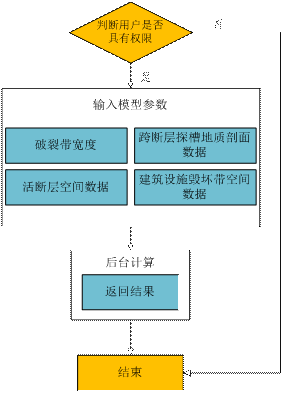 判断用户是否
具有权限
否
是
输入模型参数
破裂带宽度
跨断层探槽地质剖面
数据
活断层空间数据
建筑设施毁坏带空间
数据
后台计算
返回结果
结束